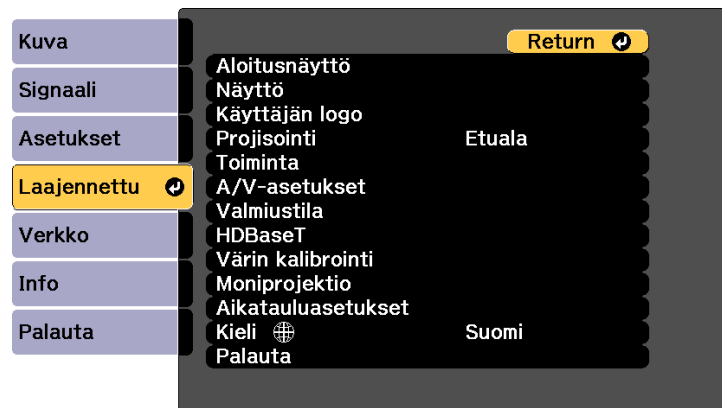 Kuva
Signaali
Asetukset
Laajennettu
Verkko
Info
Palauta
Return
Aloitusnäyttö
Näyttö
Käyttäjän logo
Projisointi Etuala
Toiminta
A/V-asetukset
Valmiustila
HDBaseT
Värin kalibrointi
Moniprojektio
Aikatauluasetukset
Kieli Suomi
Palauta